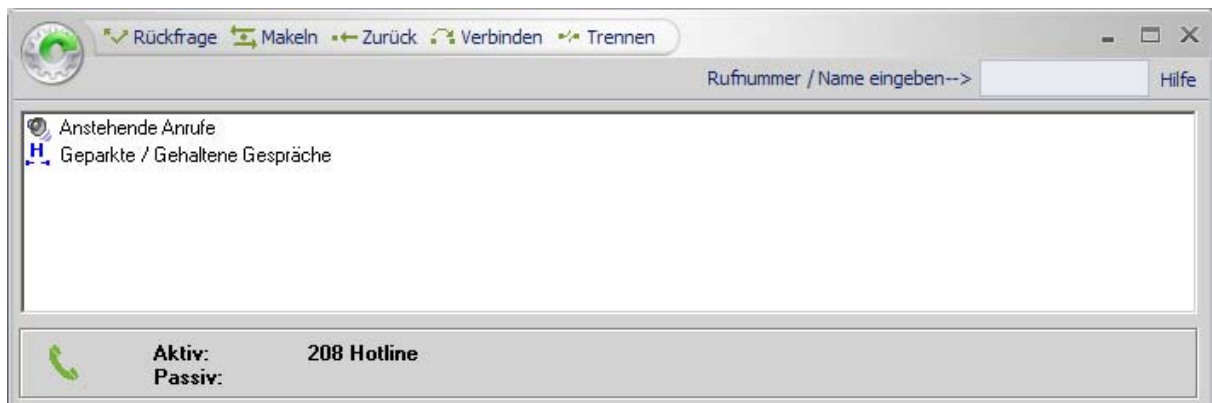 Rückfrage Makeln Zurück Verbinden Trennen
Rufnummer / Name eingeben--> Hilfe
Anstehende Anrufe
H Geparkte / Gehaltene Gespräche
Aktiv: 208 Hotline
Passiv: